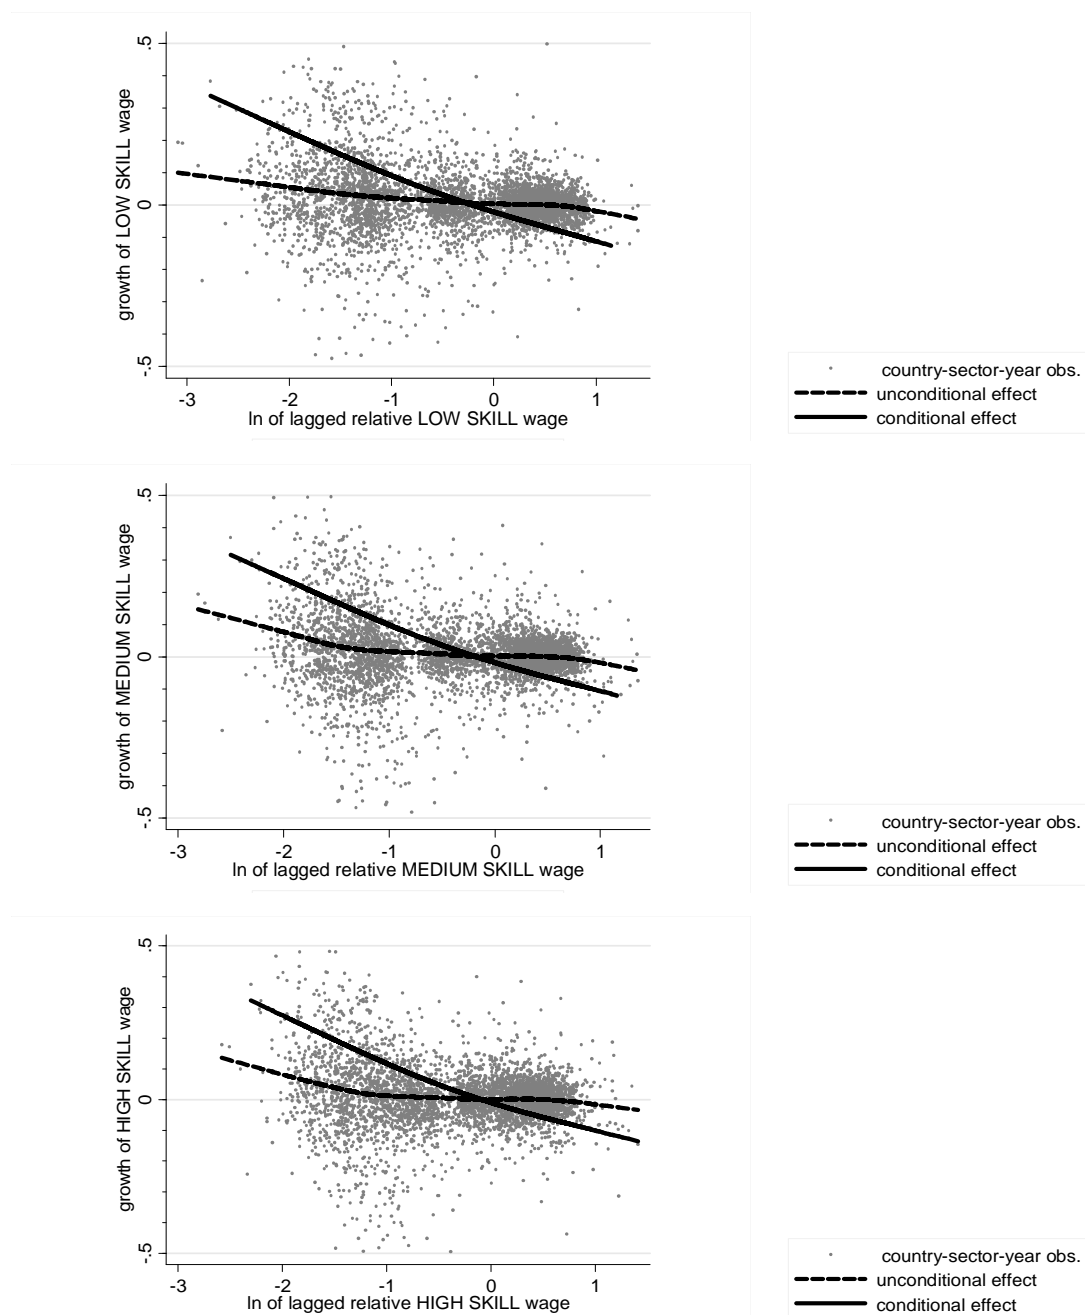 .5
0
-.5
growth of LOW SKILL wage
-3 -2 -1 0 1
ln of lagged relative LOW SKILL wage
country-sector-year obs.
unconditional effect
conditional effect
.5
0
-.5
growth of MEDIUM SKILL wage
-3 -2 -1 0 1
ln of lagged relative MEDIUM SKILL wage
country-sector-year obs.
unconditional effect
conditional effect
.5
0
-.5
growth of HIGH SKILL wage
-3 -2 -1 0 1
ln of lagged relative HIGH SKILL wage
country-sector-year obs.
unconditional effect
conditional effect